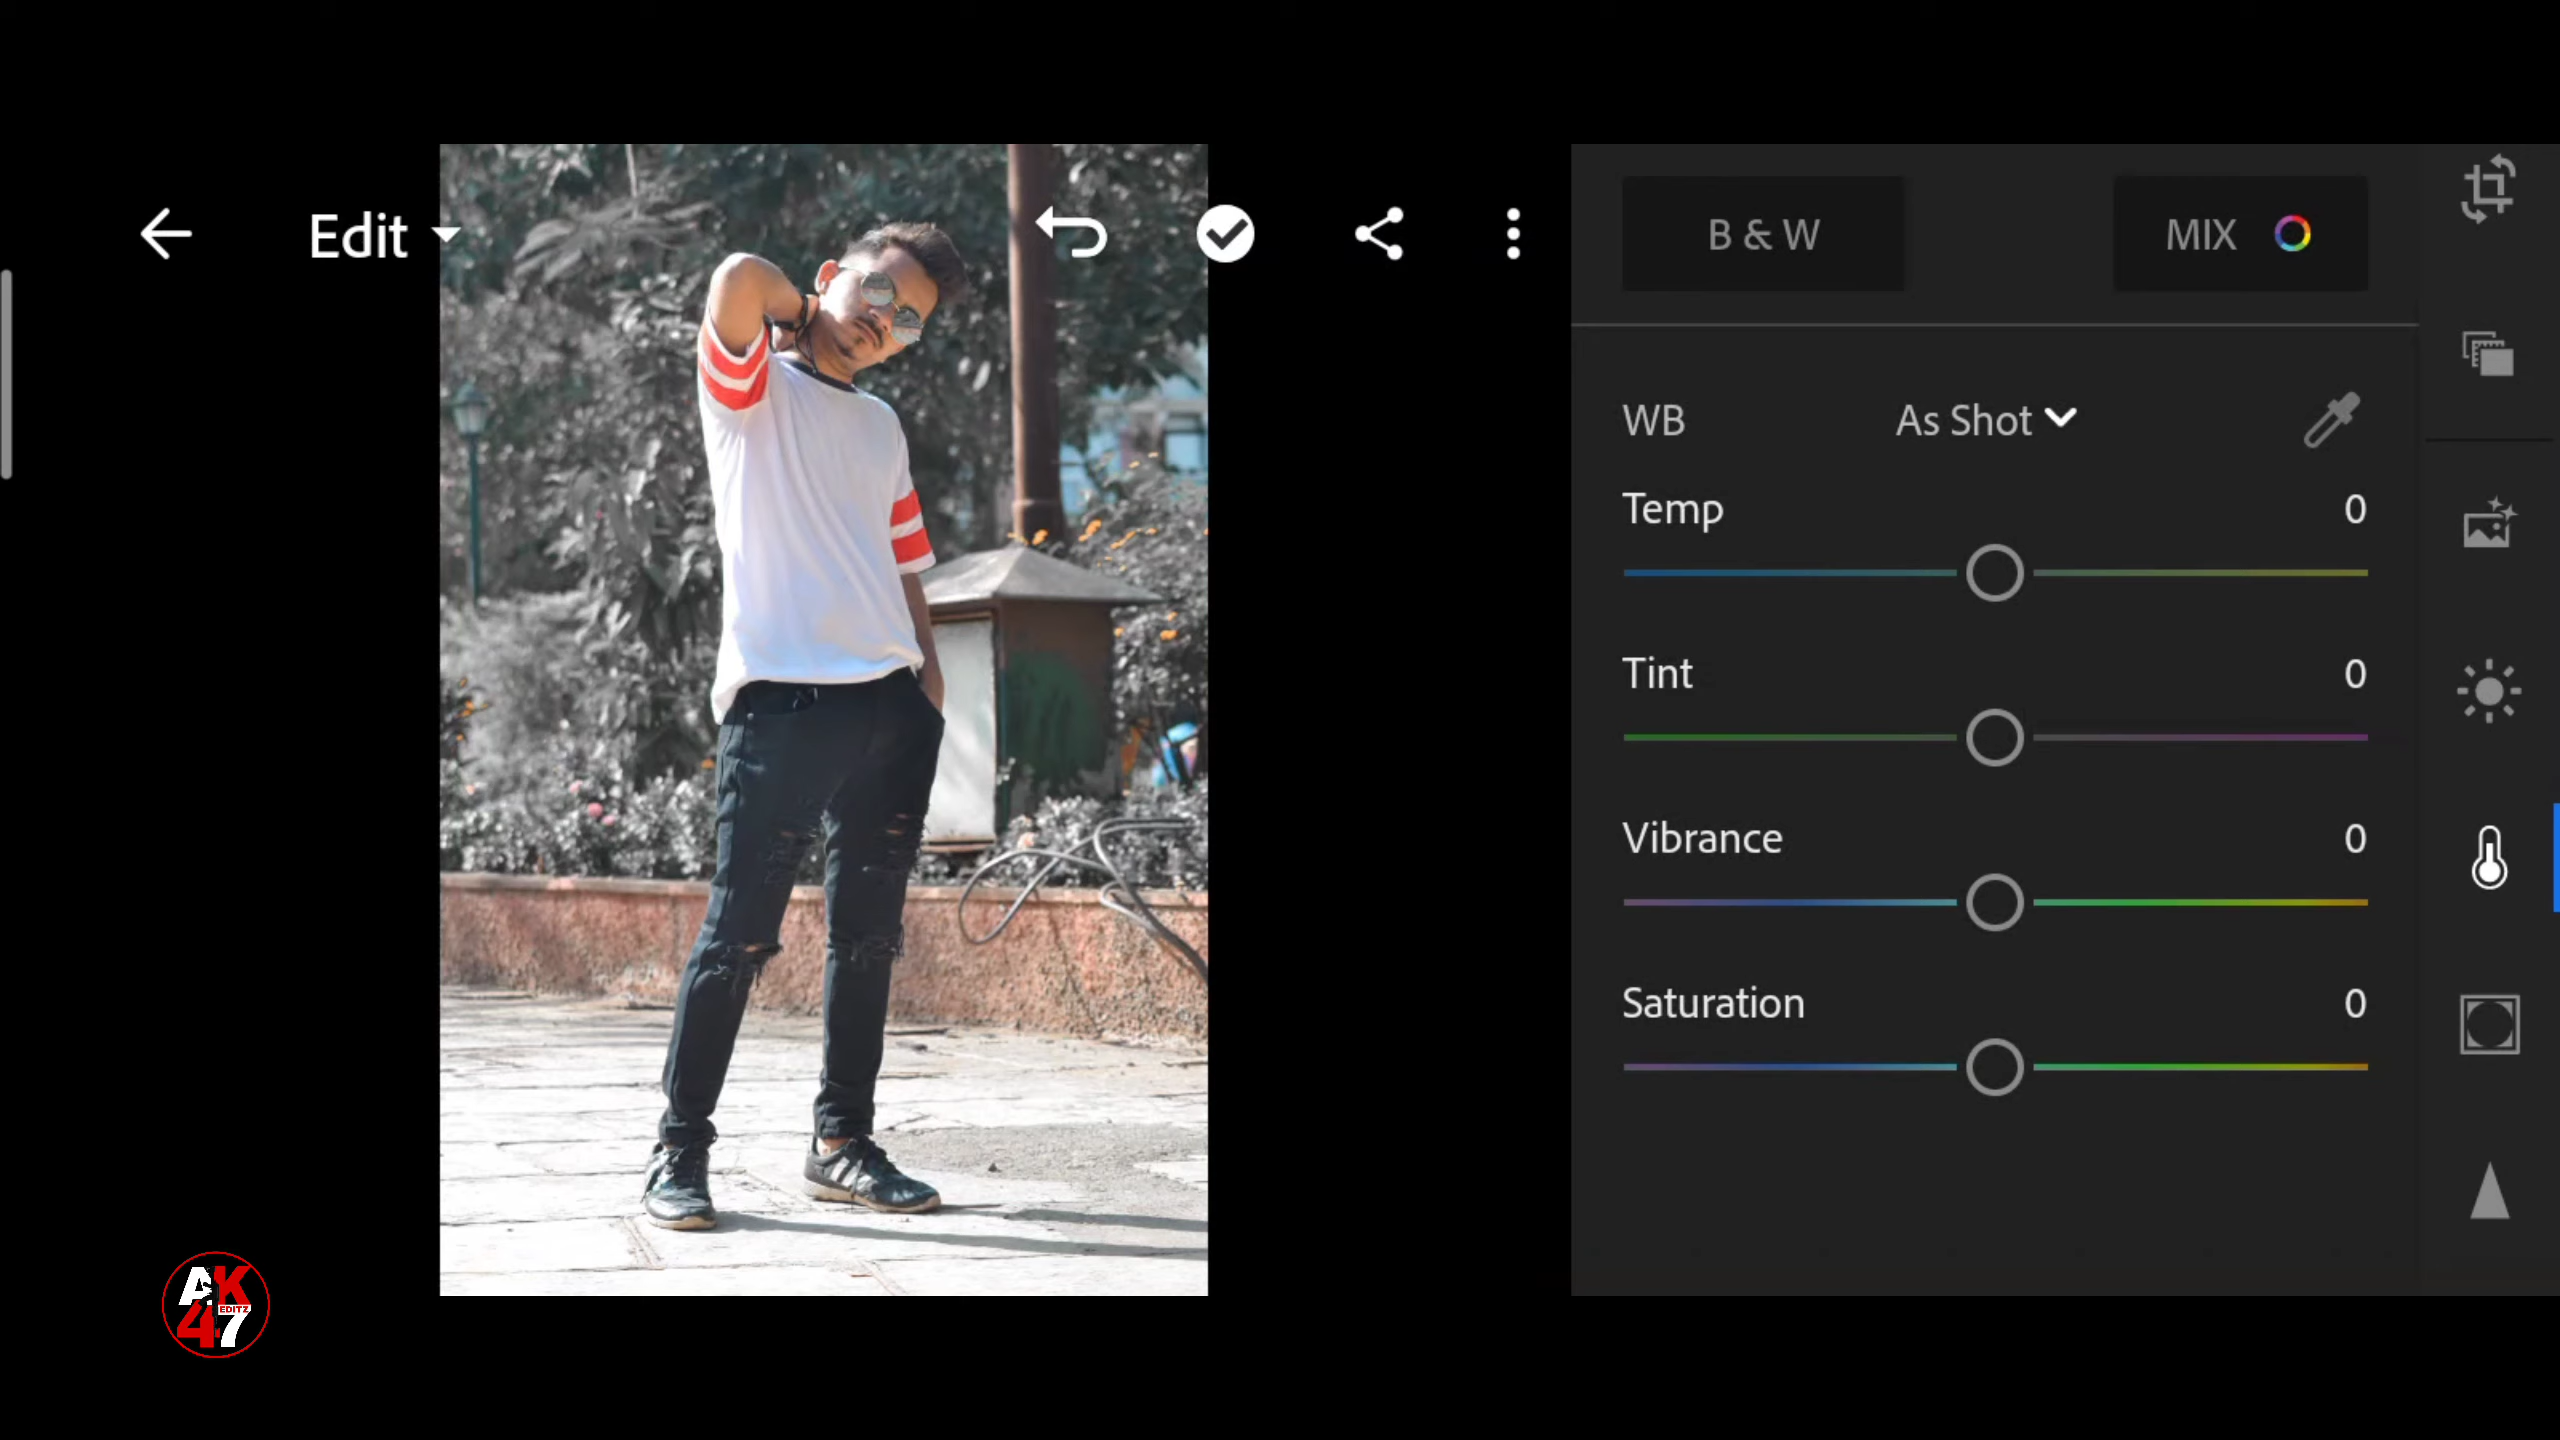 Edit
B & W
MIX
WB
As Shot
Temp
0
Tint
0
Vibrance
0
Saturation
0
AK
EDITZ
47